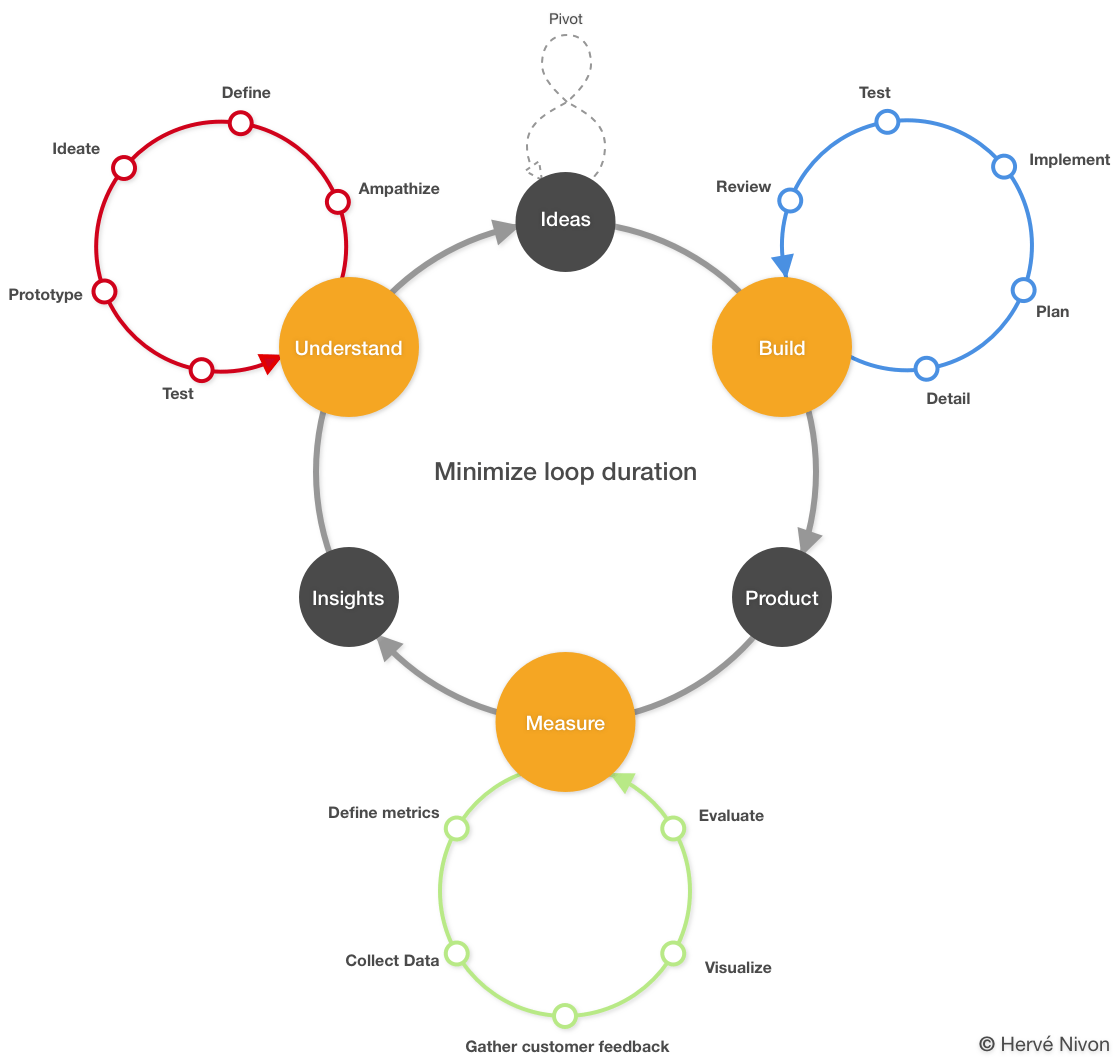 Pivot
Define
Test
Ideate
Implement
Ampathize
Review
Ideas
Prototype
Plan
Understand
Build
Test
Detail
Minimize loop duration
Insights
Product
Measure
Define metrics
Evaluate
Collect Data
Visualize
Gather customer feedback
© Hervé Nivon